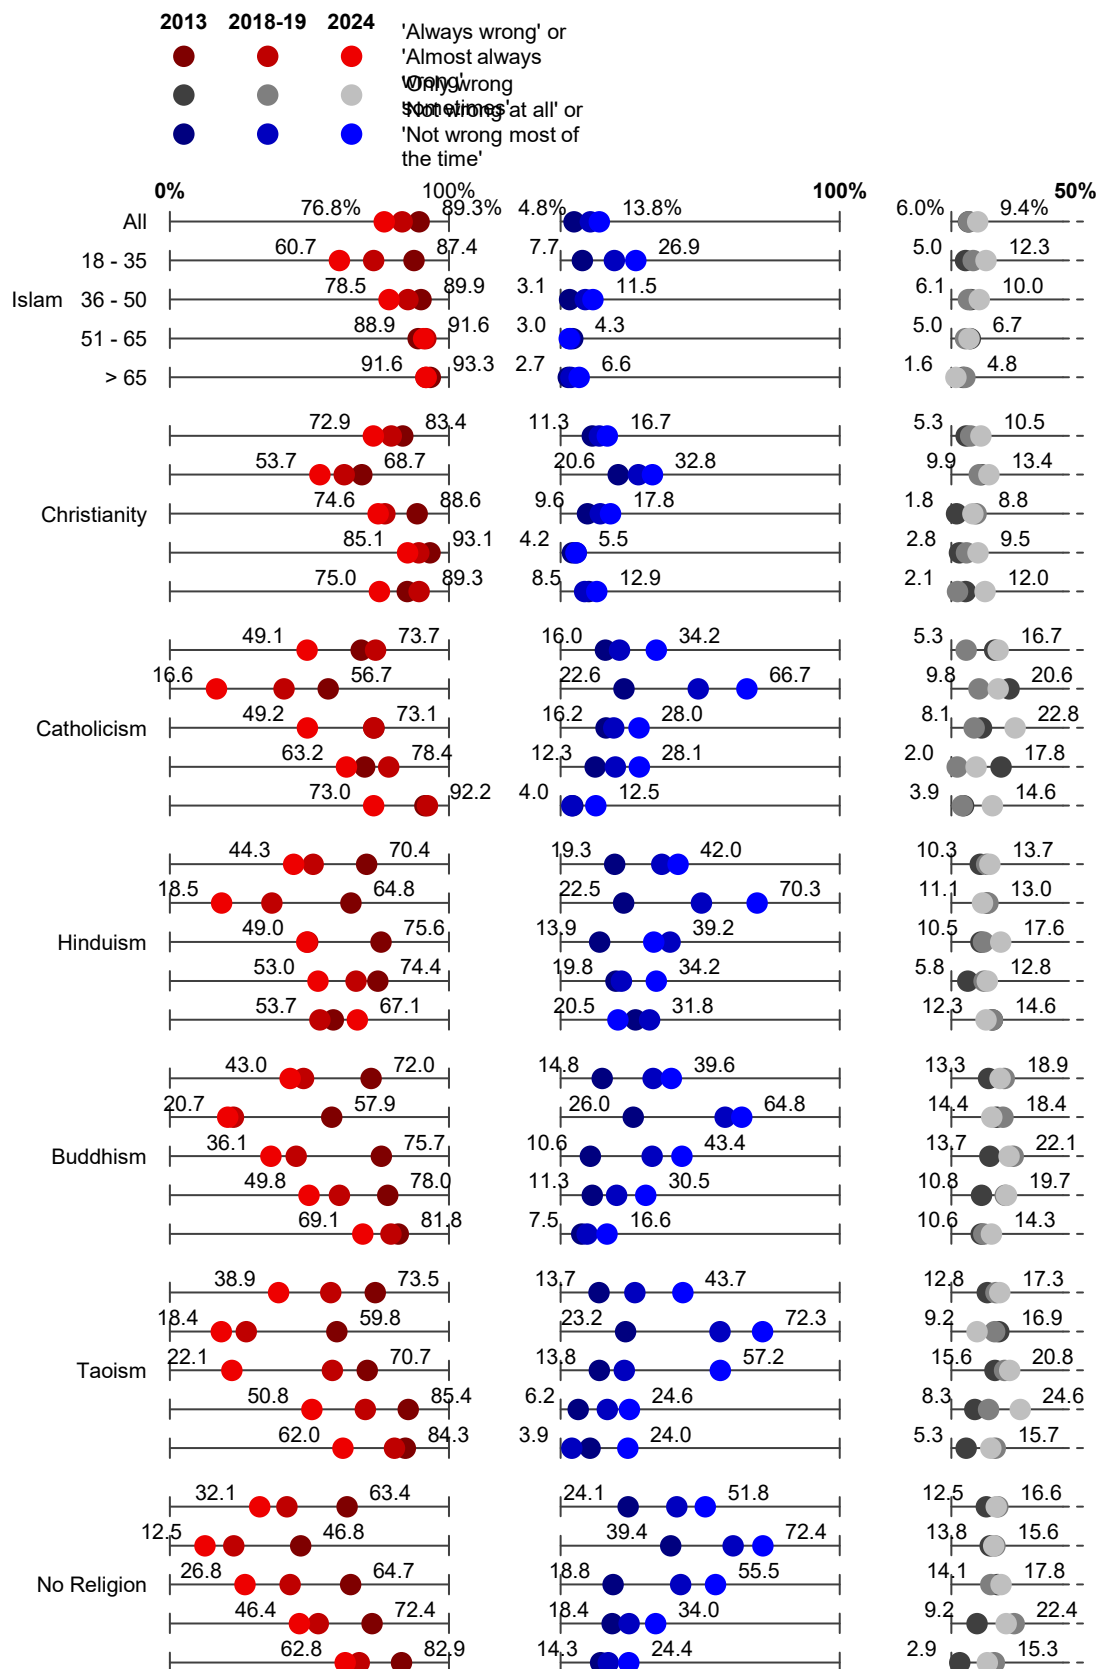 2013 2018-19 2024
'Always wrong' or
'Almost always
wrong'
'Only wrong
sometimes'
'Not wrong at all' or
'Not wrong most of
the time'
0% 100% 100% 50%
All 76.8% 89.3% 4.8% 13.8% 6.0% 9.4%
18 - 35 60.7 87.4 7.7 26.9 5.0 12.3
Islam 36 - 50 78.5 89.9 3.1 11.5 6.1 10.0
51 - 65 88.9 91.6 3.0 4.3 5.0 6.7
> 65 91.6 93.3 2.7 6.6 1.6 4.8
72.9 83.4 11.3 16.7 5.3 10.5
53.7 68.7 20.6 32.8 9.9 13.4
Christianity 74.6 88.6 9.6 17.8 1.8 8.8
85.1 93.1 4.2 5.5 2.8 9.5
75.0 89.3 8.5 12.9 2.1 12.0
49.1 73.7 16.0 34.2 5.3 16.7
16.6 56.7 22.6 66.7 9.8 20.6
Catholicism 49.2 73.1 16.2 28.0 8.1 22.8
63.2 78.4 12.3 28.1 2.0 17.8
73.0 92.2 4.0 12.5 3.9 14.6
44.3 70.4 19.3 42.0 10.3 13.7
18.5 64.8 22.5 70.3 11.1 13.0
Hinduism 49.0 75.6 13.9 39.2 10.5 17.6
53.0 74.4 19.8 34.2 5.8 12.8
53.7 67.1 20.5 31.8 12.3 14.6
43.0 72.0 14.8 39.6 13.3 18.9
20.7 57.9 26.0 64.8 14.4 18.4
Buddhism 36.1 75.7 10.6 43.4 13.7 22.1
49.8 78.0 11.3 30.5 10.8 19.7
69.1 81.8 7.5 16.6 10.6 14.3
38.9 73.5 13.7 43.7 12.8 17.3
18.4 59.8 23.2 72.3 9.2 16.9
Taoism 22.1 70.7 13.8 57.2 15.6 20.8
50.8 85.4 6.2 24.6 8.3 24.6
62.0 84.3 3.9 24.0 5.3 15.7
32.1 63.4 24.1 51.8 12.5 16.6
12.5 46.8 39.4 72.4 13.8 15.6
No Religion 26.8 64.7 18.8 55.5 14.1 17.8
46.4 72.4 18.4 34.0 9.2 22.4
62.8 82.9 14.3 24.4 2.9 15.3